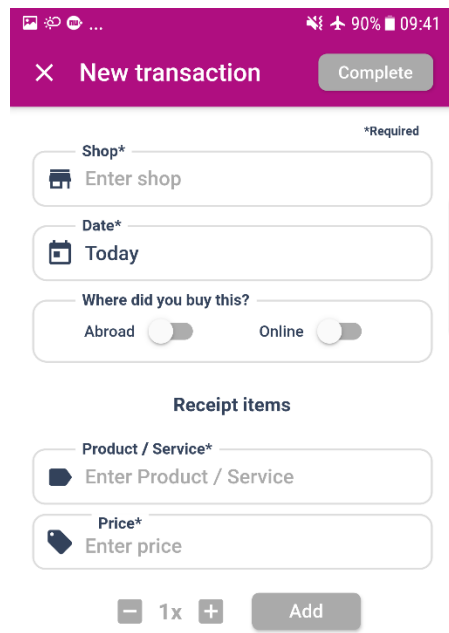 ... 90% 09:41
New transaction Complete
*Required
Shop*
Enter shop
Date*
Today
Where did you buy this?
Abroad Online
Receipt items
Product / Service*
Enter Product / Service
Price*
Enter price
1x Add